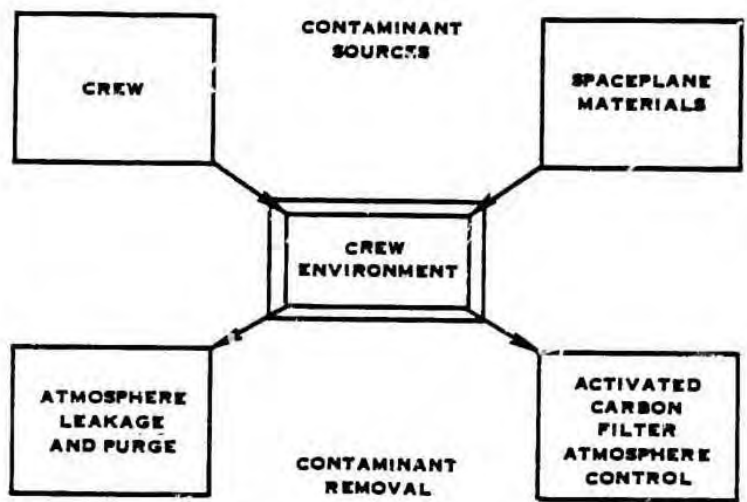 CONTAMINANT
SOURCES
CREW
SPACEPLANE
MATERIALS
CREW
ENVIRONMENT
ATMOSPHERE
LEAKAGE
AND PURGE
ACTIVATED
CARBON
FILTER
ATMOSPHERE
CONTROL
CONTAMINANT
REMOVAL